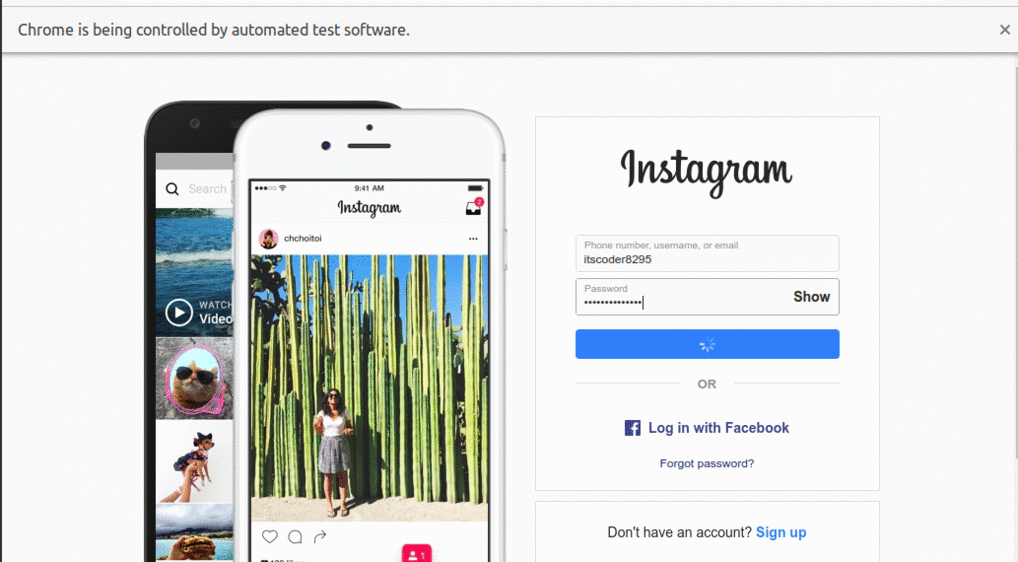 Chrome is being controlled by automated test software.
Search
WATCH
Video
9:41 AM
Instagram
2
chchoitoi
1
Instagram
Phone number, username, or email
itscoder8295
Password
Show
OR
Log in with Facebook
Forgot password?
Don't have an account? Sign up